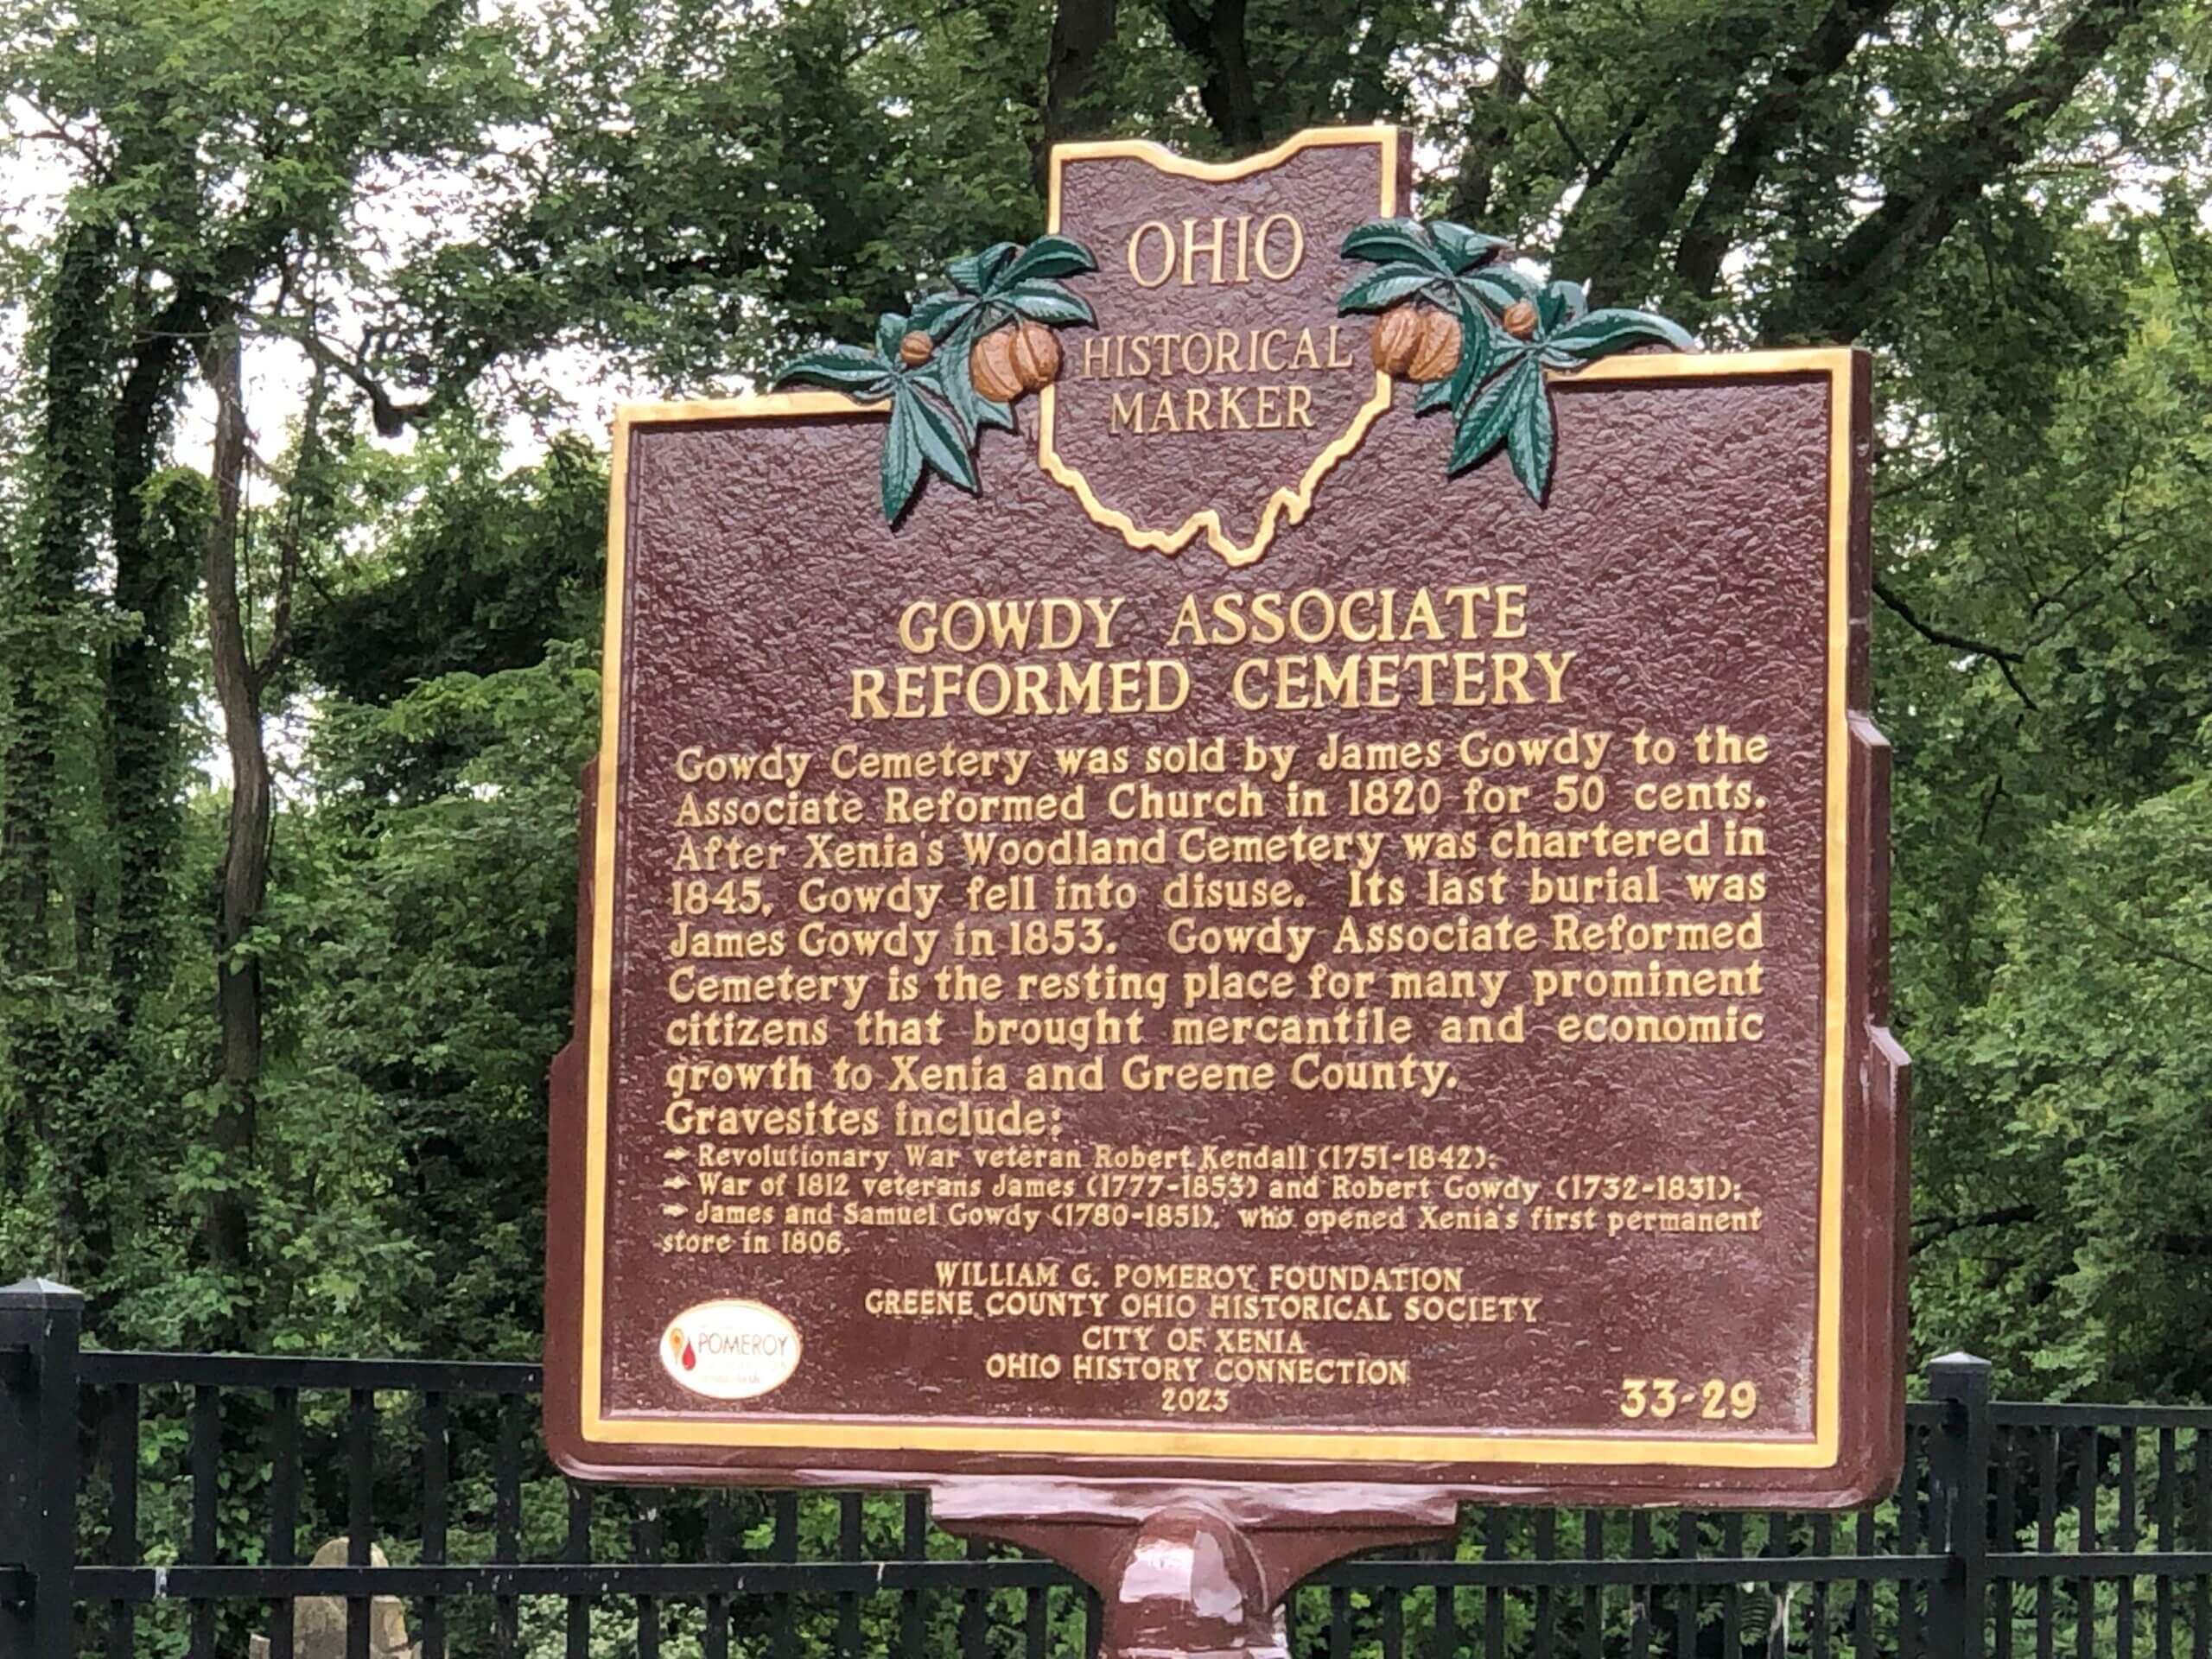 OHIO
HISTORICAL
MARKER
GOWDY ASSOCIATE
REFORMED CEMETERY
Gowdy Cemetery was sold by James Gowdy to the
Associate Reformed Church in 1820 for 50 cents.
After Xenia's Woodland Cemetery was chartered in
1845, Gowdy fell into disuse. Its last burial was
James Gowdy in 1853. Gowdy Associate Reformed
Cemetery is the resting place for many prominent
citizens that brought mercantile and economic
growth to Xenia and Greene County.
Gravesites include:
→ Revolutionary War veteran Robert Kendall (1751-1842);
→ War of 1812 veterans James (1777-1853) and Robert Gowdy (1732-1831);
→ James and Samuel Gowdy (1780-1851), who opened Xenia's first permanent
store in 1806.
WILLIAM G. POMEROY FOUNDATION
GREENE COUNTY OHIO HISTORICAL SOCIETY
CITY OF XENIA
OHIO HISTORY CONNECTION
2023
POMEROY
33-29